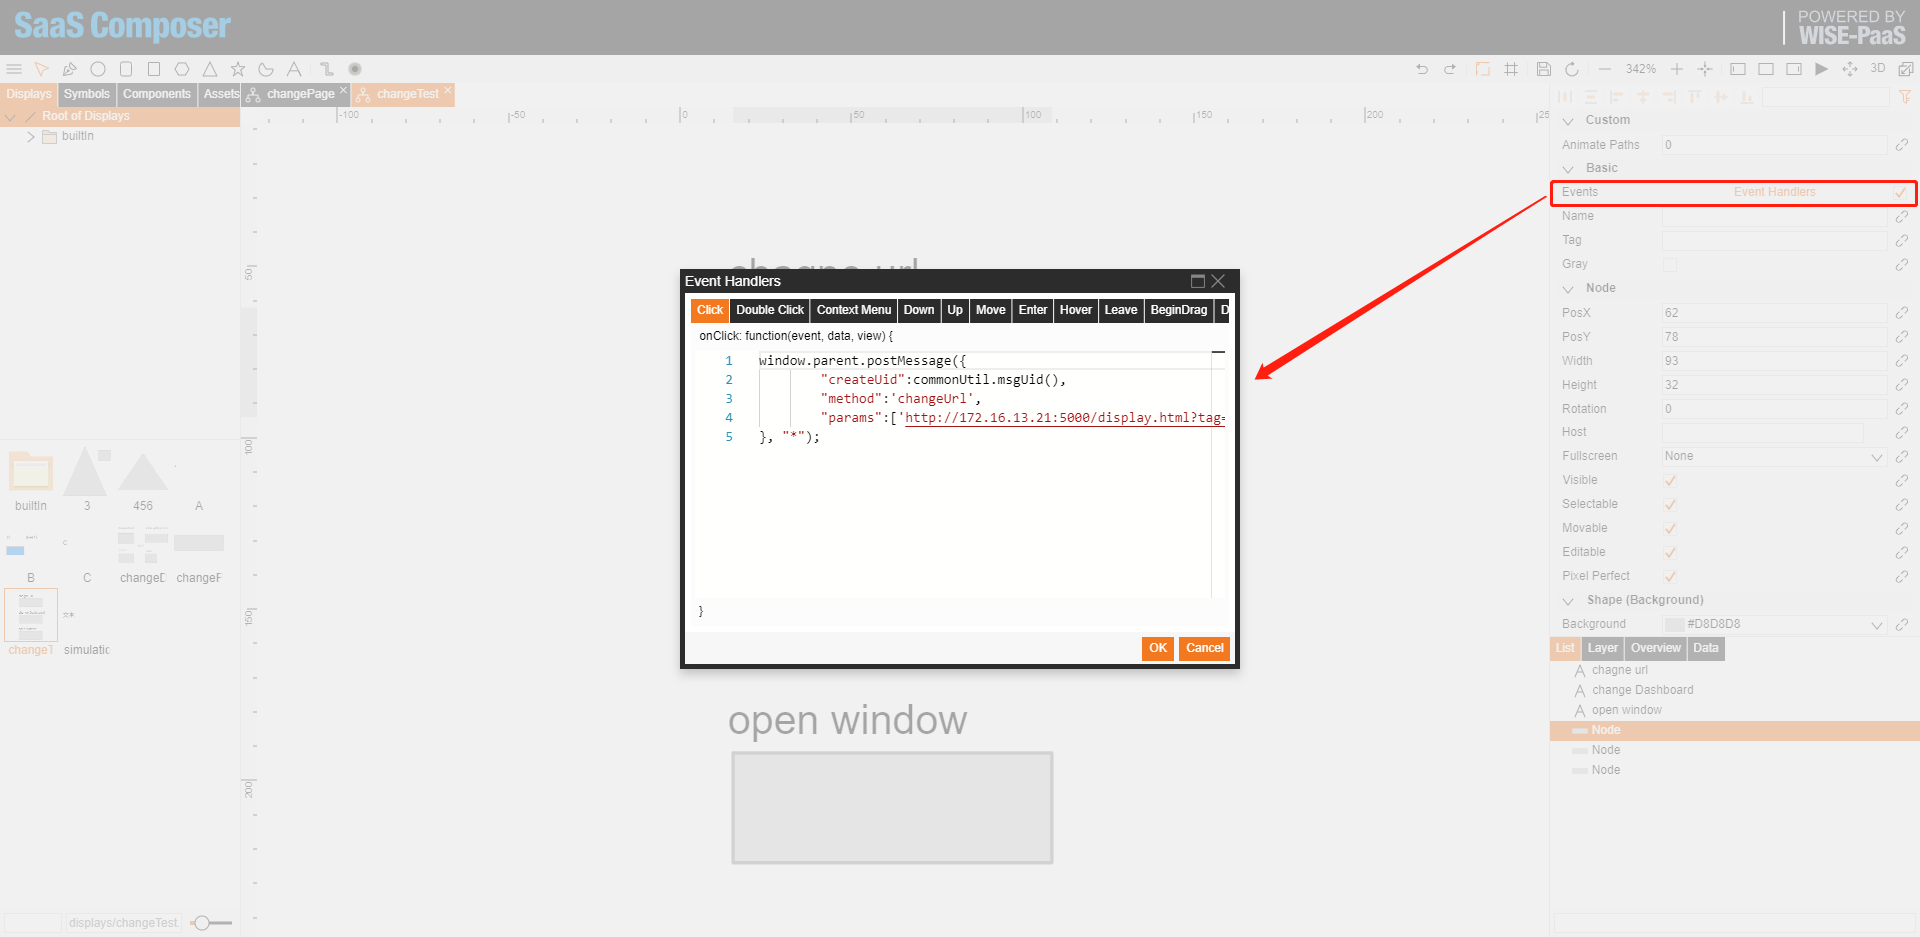 SaaS Composer
POWERED BY
WISE-PaaS
342%
3D
Displays
Symbols
Components
Assets
changePage
changeTest
Root of Displays
builtIn
-100
-50
0
50
100
150
200
25
50
100
150
200
builtIn
3
456
A
B
C
changeD
changeF
changeT
simulatic
displays/changeTest.
chagne url
Event Handlers
Click
Double Click
Context Menu
Down
Up
Move
Enter
Hover
Leave
BeginDrag
D
onClick: function(event, data, view) {
1 window.parent.postMessage({
2 "createUid":commonUtil.msgUid(),
3 "method":'changeUrl',
4 "params":['http://172.16.13.21:5000/display.html?tag=
5 }, "*");
}
OK
Cancel
open window
Custom
Animate Paths 0
Basic
Events Event Handlers
Name
Tag
Gray
Node
PosX 62
PosY 78
Width 93
Height 32
Rotation 0
Host
Fullscreen None
Visible
Selectable
Movable
Editable
Pixel Perfect
Shape (Background)
Background #D8D8D8
List
Layer
Overview
Data
chagne url
change Dashboard
open window
Node
Node
Node